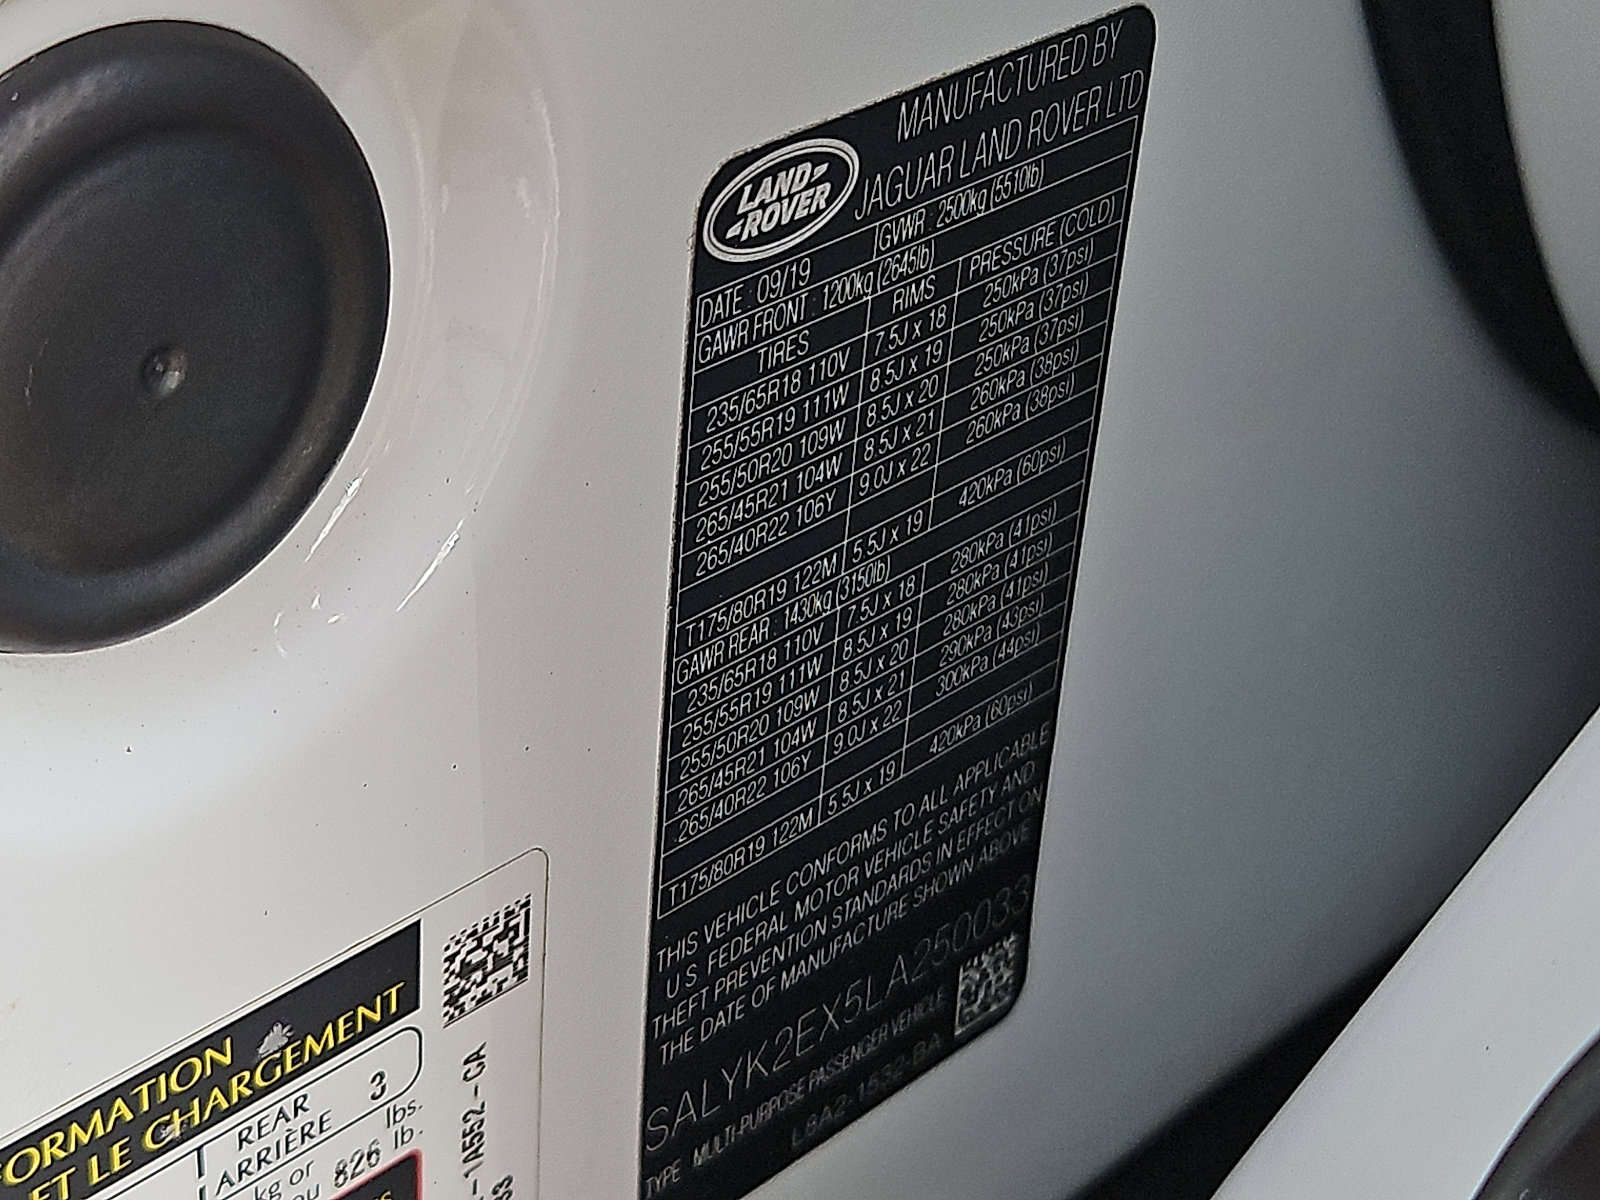 LAND
ROVER
MANUFACTURED BY
JAGUAR LAND ROVER LTD
DATE : 09/19 GVWR : 2500kg (5510lb)
GAWR FRONT : 1200kg (2645lb)
TIRES RIMS PRESSURE (COLD)
235/65R18 110V 7.5J x 18 250kPa (37psi)
255/55R19 111W 8.5J x 19 250kPa (37psi)
255/50R20 109W 8.5J x 20 250kPa (37psi)
265/45R21 104W 8.5J x 21 260kPa (38psi)
265/40R22 106Y 9.0J x 22 260kPa (38psi)
T175/80R19 122M 5.5J x 19 420kPa (60psi)
GAWR REAR : 1430kg (3150lb)
235/65R18 110V 7.5J x 18 280kPa (41psi)
255/55R19 111W 8.5J x 19 280kPa (41psi)
255/50R20 109W 8.5J x 20 280kPa (41psi)
265/45R21 104W 8.5J x 21 290kPa (43psi)
265/40R22 106Y 9.0J x 22 300kPa (44psi)
T175/80R19 122M 5.5J x 19 420kPa (60psi)
THIS VEHICLE CONFORMS TO ALL APPLICABLE
U.S. FEDERAL MOTOR VEHICLE SAFETY AND
THEFT PREVENTION STANDARDS IN EFFECT ON
THE DATE OF MANUFACTURE SHOWN ABOVE
SALYK2EX5LA250033
TYPE MULTI-PURPOSE PASSENGER VEHICLE
L8A2-1532-BA
ORMATION
ET LE CHARGEMENT
REAR 3
ARRIÈRE
kg or lbs.
ou 826 lb.
-1A552-CA
33